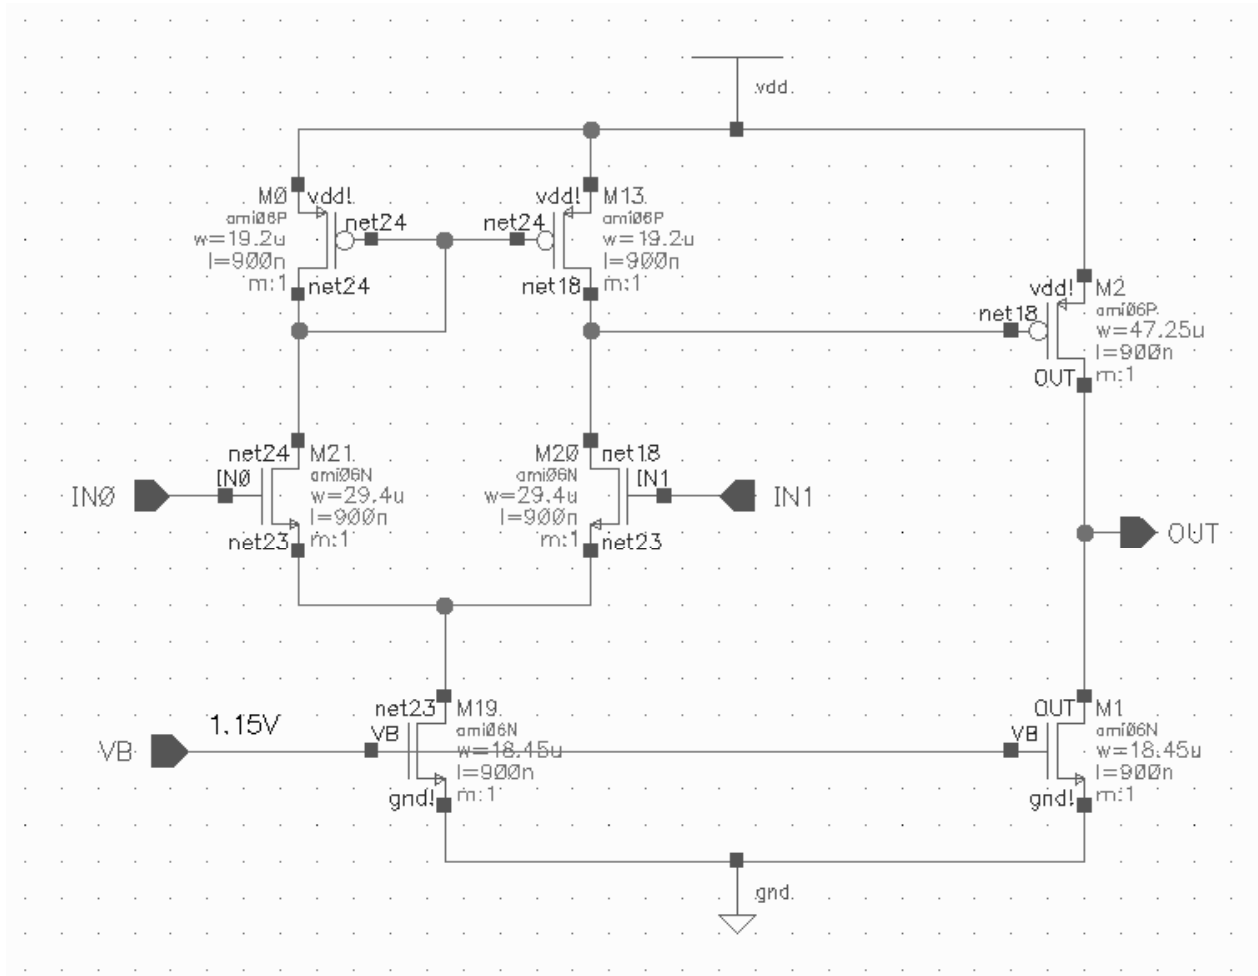 vdd
M0 vdd!
ami06P
w=19.2u
l=900n
m:1
net24
net24
vdd! M13
ami06P
w=19.2u
l=900n
m:1
net24
net18
vdd! M2
ami06P
w=47.25u
l=900n
m:1
net18
OUT
net24 M21
ami06N
w=29.4u
l=900n
m:1
IN0
IN0
net23
M20 net18
ami06N
w=29.4u
l=900n
m:1
IN1
IN1
net23
OUT
1.15V
VB
net23 M19
VB
ami06N
w=18.45u
l=900n
m:1
gnd!
OUT M1
VB
ami06N
w=18.45u
l=900n
m:1
gnd!
gnd